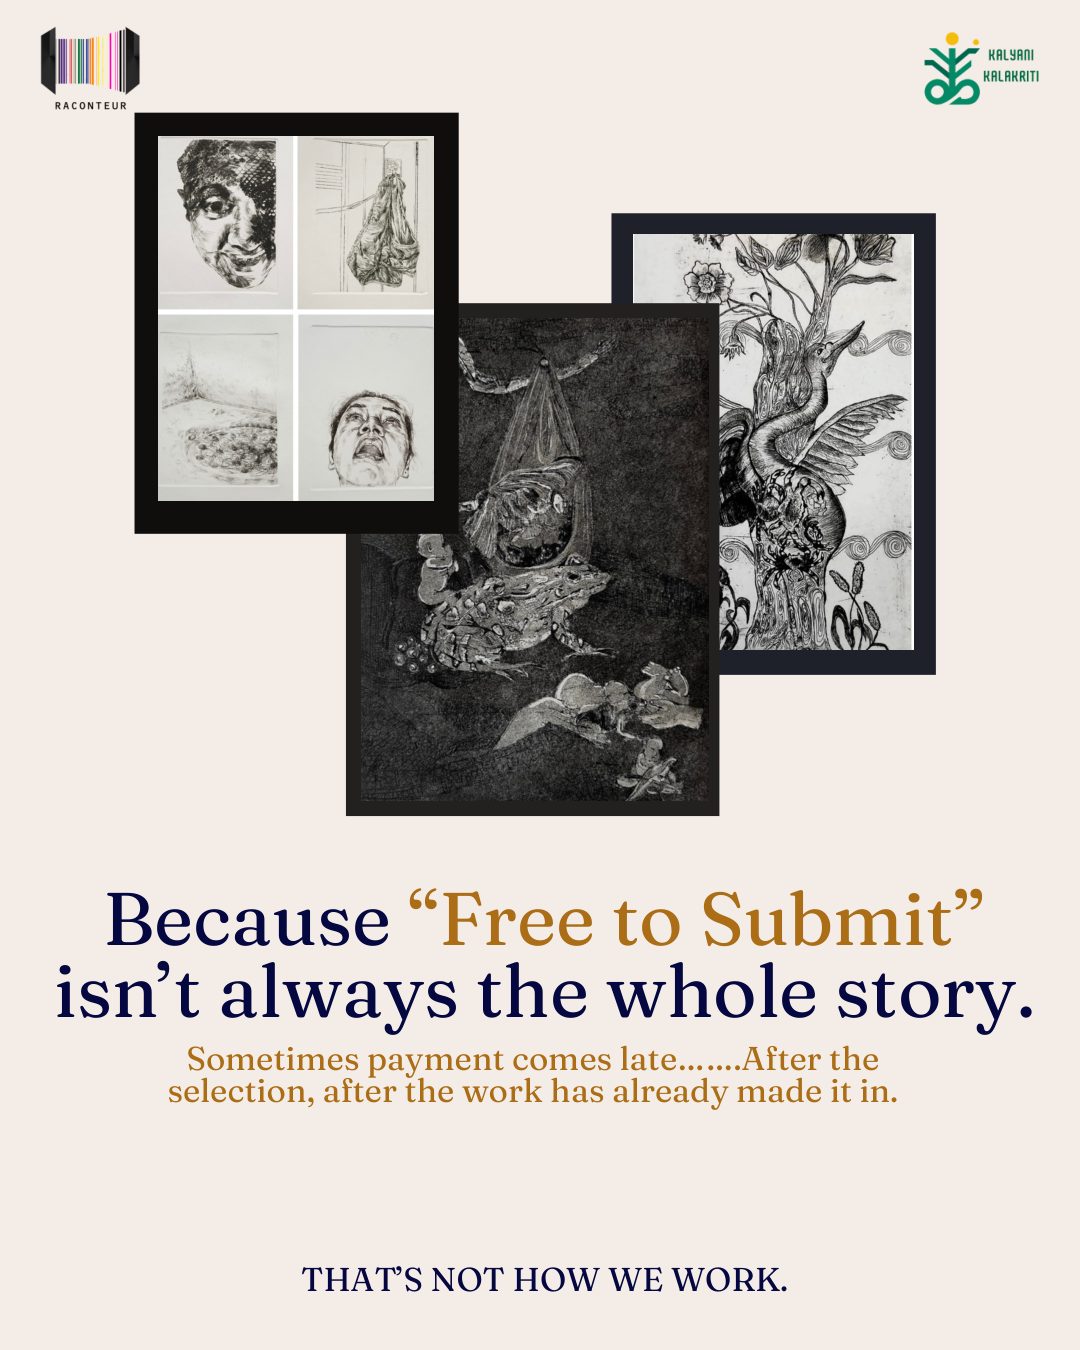 RACONTEUR
KALYANI
KALAKRITI
Because “Free to Submit”
isn’t always the whole story.
Sometimes payment comes late.......After the
selection, after the work has already made it in.
THAT’S NOT HOW WE WORK.